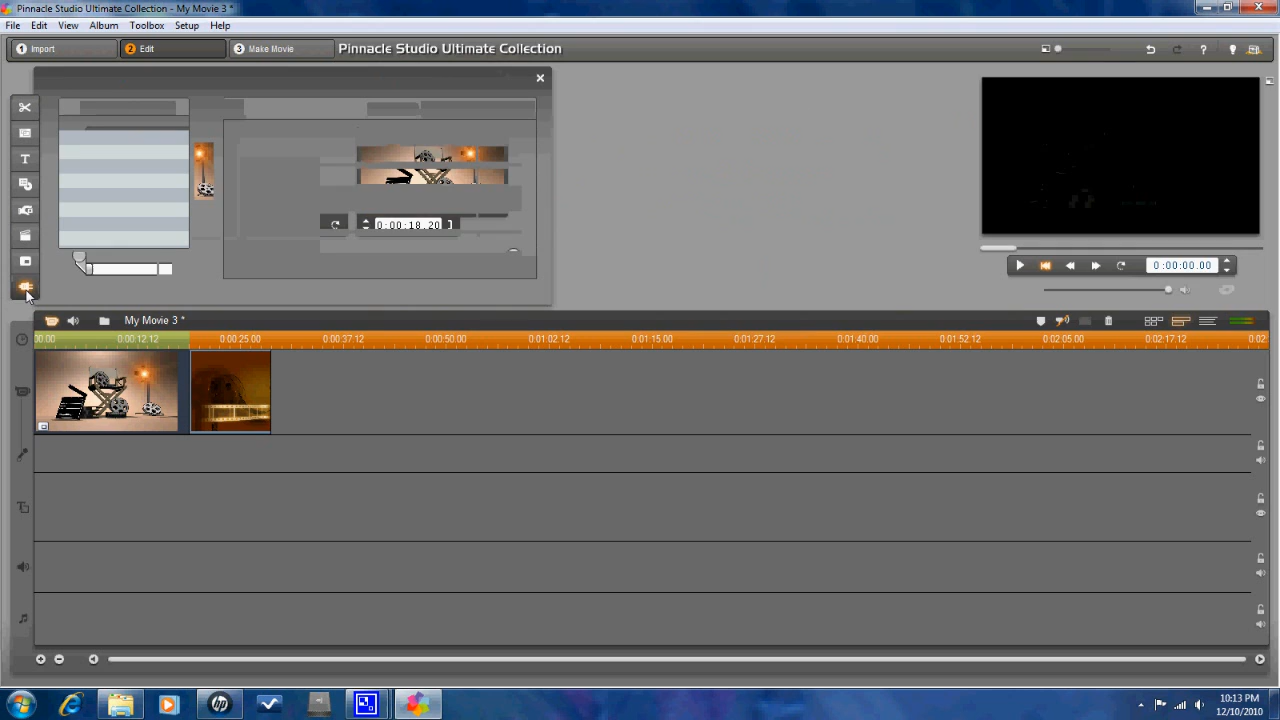 Pinnacle Studio Ultimate Collection - My Movie 3 *
File Edit View Album Toolbox Setup Help
1 Import 2 Edit 3 Make Movie Pinnacle Studio Ultimate Collection
0:00:18.20
0:00:00.00
My Movie 3 *
00.00 0:00:12.12 0:00:25.00 0:00:37.12 0:00:50.00 0:01:02.12 0:01:15.00 0:01:27.12 0:01:40.00 0:01:52.12 0:02:05.00 0:02:17.12 0:02
10:13 PM
12/10/2010